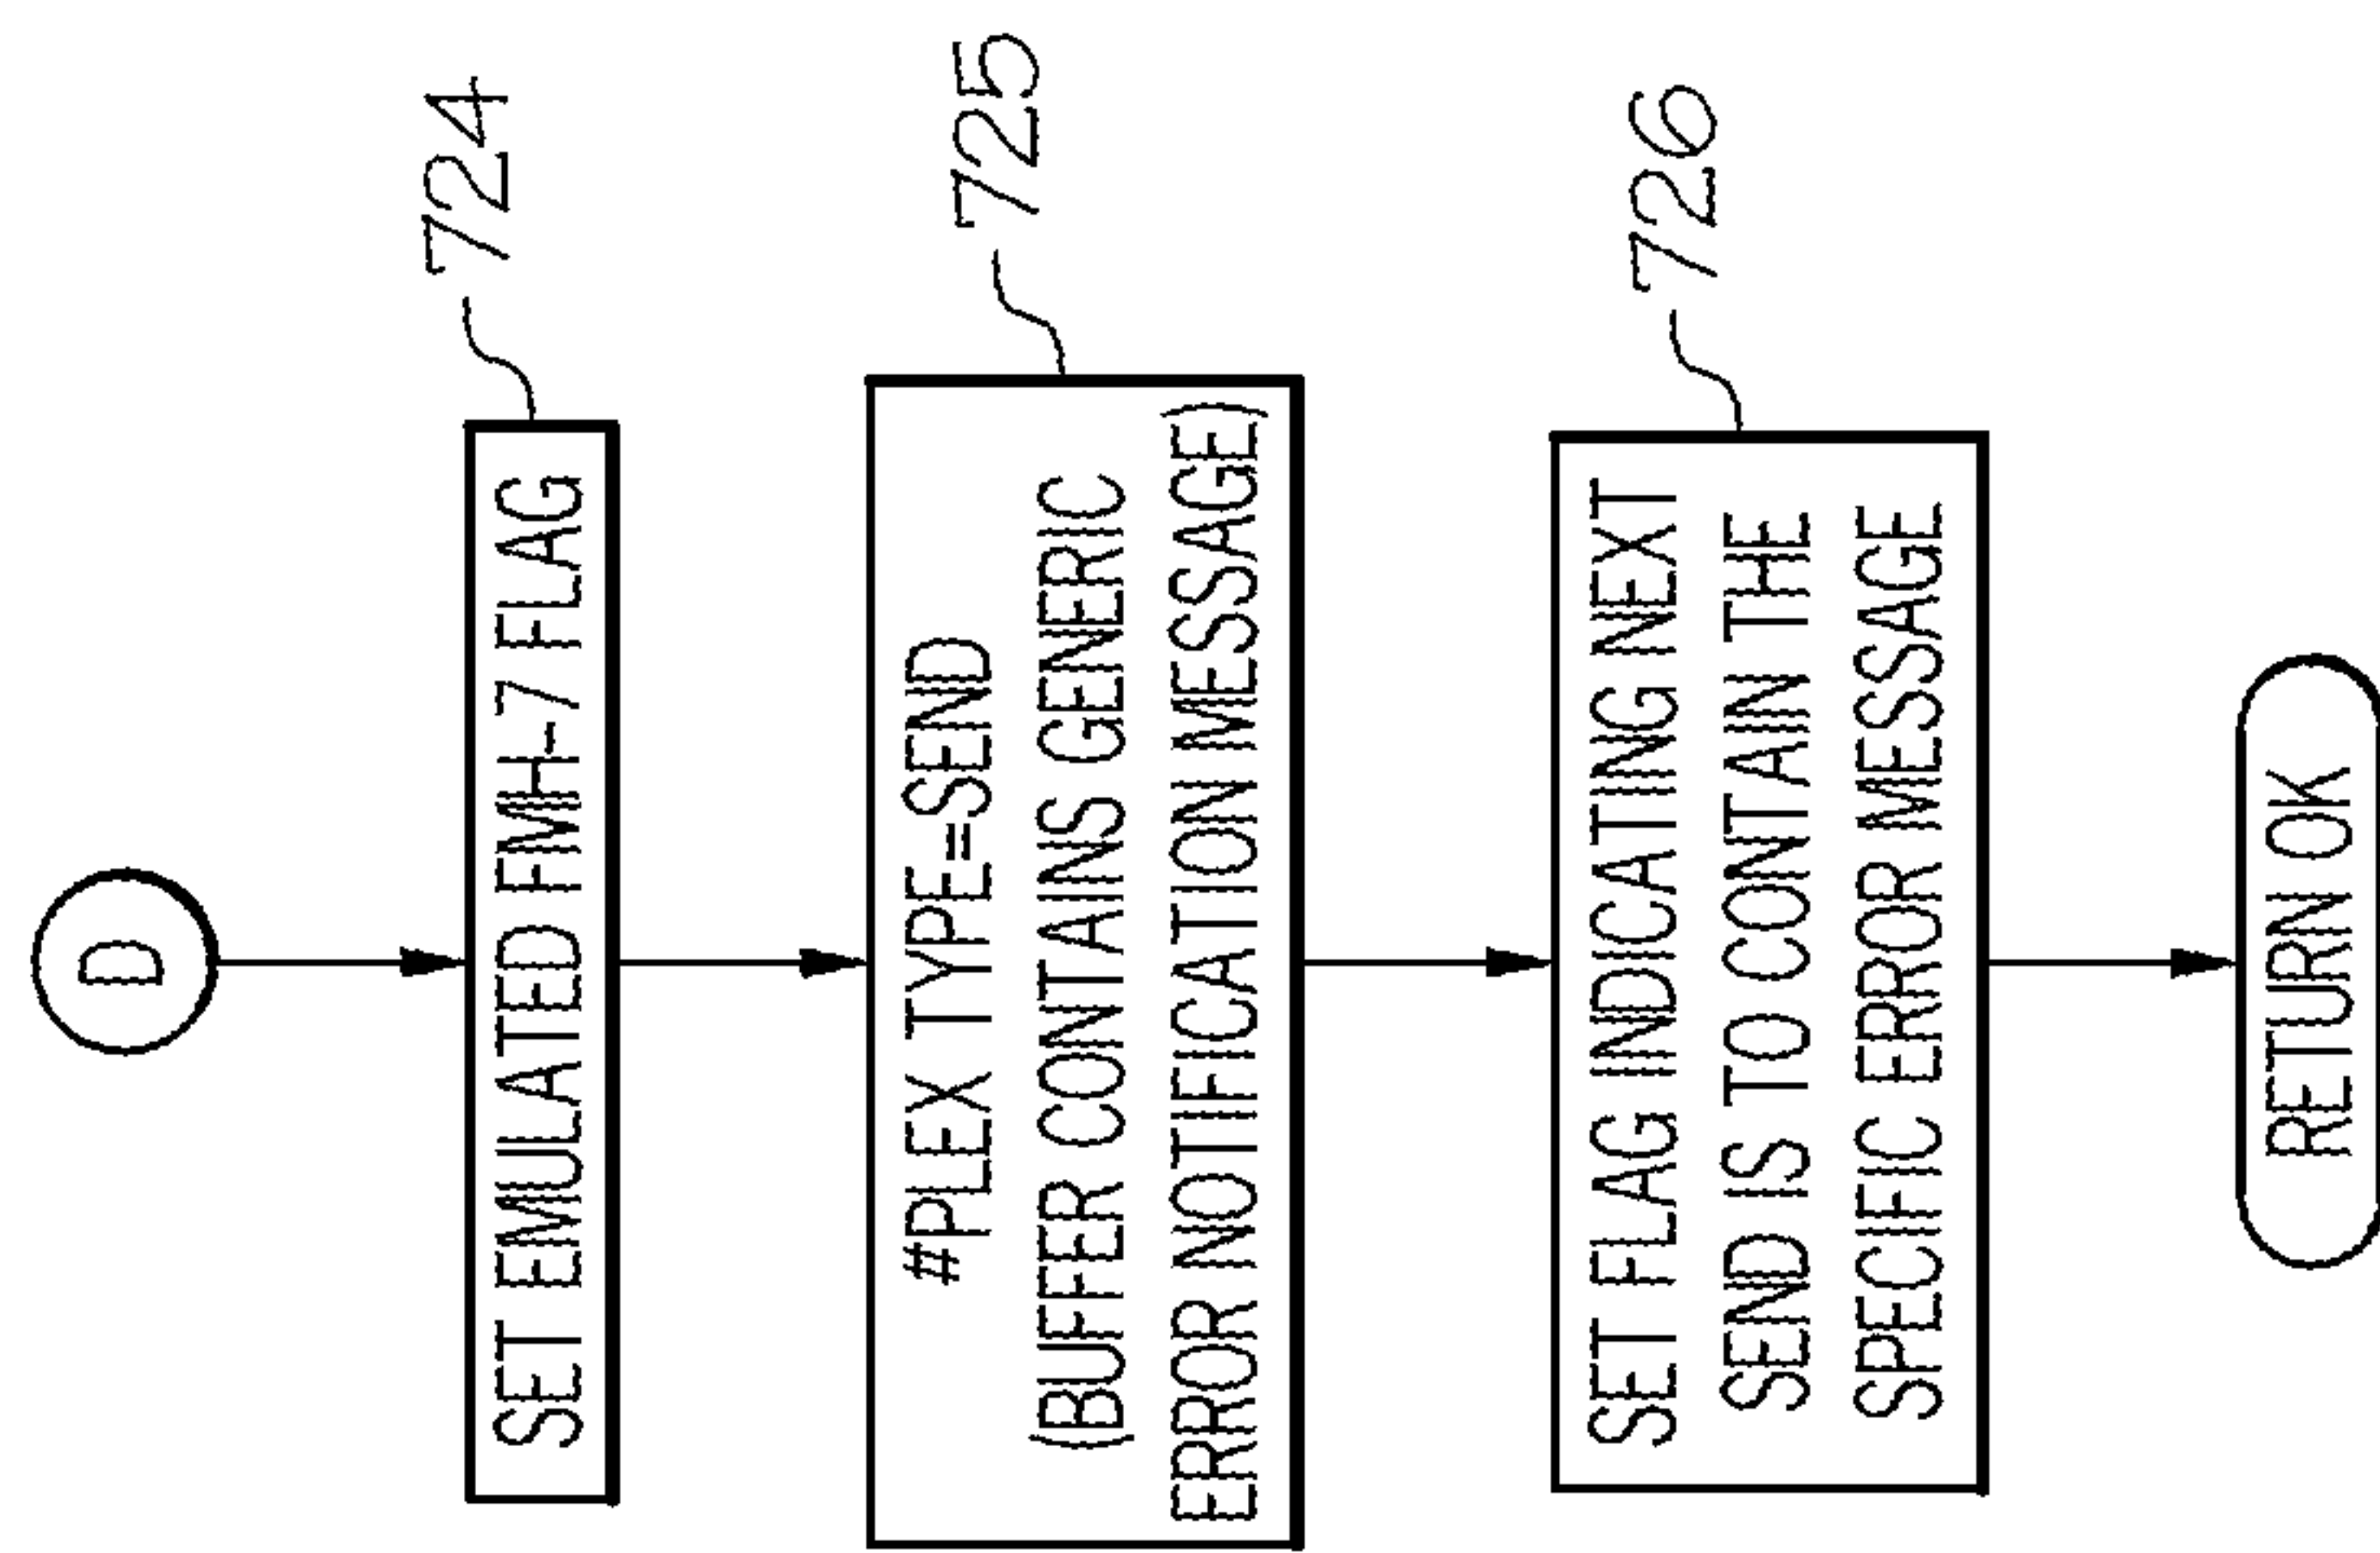 D
724
SET EMULATED FMH-7 FLAG
725
#PLEX TYPE=SEND
(BUFFER CONTAINS GENERIC
ERROR NOTIFICATION MESSAGE)
726
SET FLAG INDICATING NEXT
SEND IS TO CONTAIN THE
SPECIFIC ERROR MESSAGE
RETURN OK